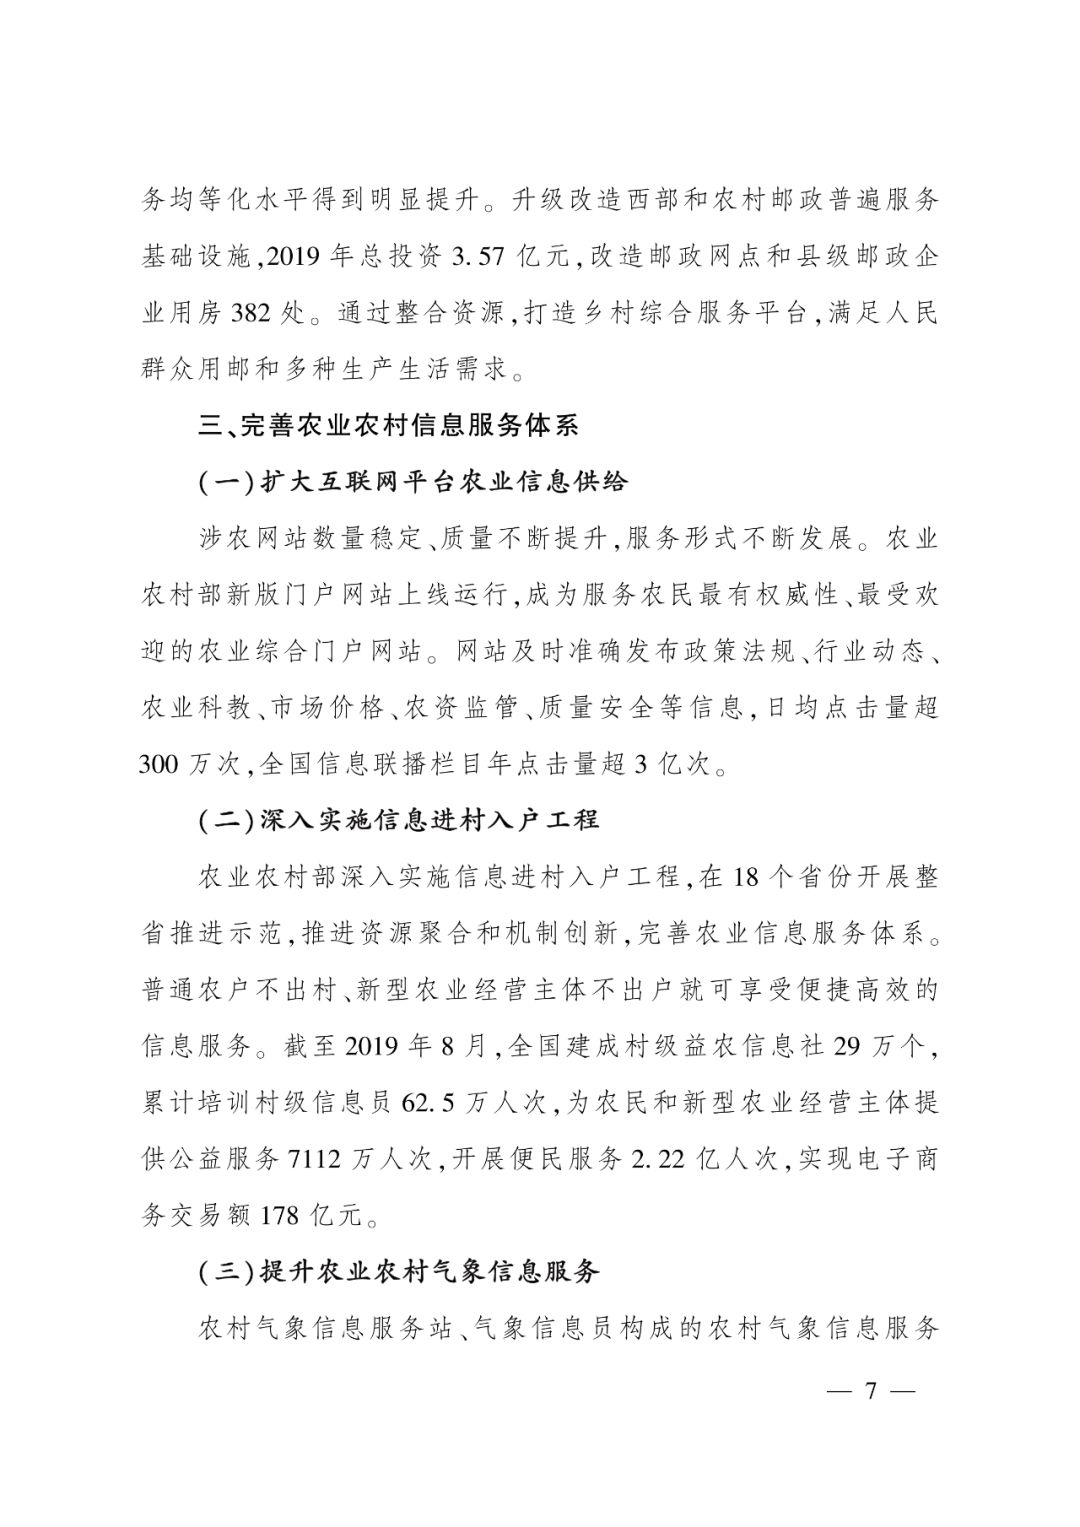 务均等化水平得到明显提升。升级改造西部和农村邮政普遍服务
基础设施,2019 年总投资 3.57 亿元,改造邮政网点和县级邮政企
业用房 382 处。通过整合资源,打造乡村综合服务平台,满足人民
群众用邮和多种生产生活需求。
三、完善农业农村信息服务体系
(一)扩大互联网平台农业信息供给
涉农网站数量稳定、质量不断提升,服务形式不断发展。农业
农村部新版门户网站上线运行,成为服务农民最有权威性、最受欢
迎的农业综合门户网站。网站及时准确发布政策法规、行业动态、
农业科教、市场价格、农资监管、质量安全等信息,日均点击量超
300 万次,全国信息联播栏目年点击量超 3 亿次。
(二)深入实施信息进村入户工程
农业农村部深入实施信息进村入户工程,在 18 个省份开展整
省推进示范,推进资源聚合和机制创新,完善农业信息服务体系。
普通农户不出村、新型农业经营主体不出户就可享受便捷高效的
信息服务。截至 2019 年 8 月,全国建成村级益农信息社 29 万个,
累计培训村级信息员 62.5 万人次,为农民和新型农业经营主体提
供公益服务 7112 万人次,开展便民服务 2.22 亿人次,实现电子商
务交易额 178 亿元。
(三)提升农业农村气象信息服务
农村气象信息服务站、气象信息员构成的农村气象信息服务
— 7 —